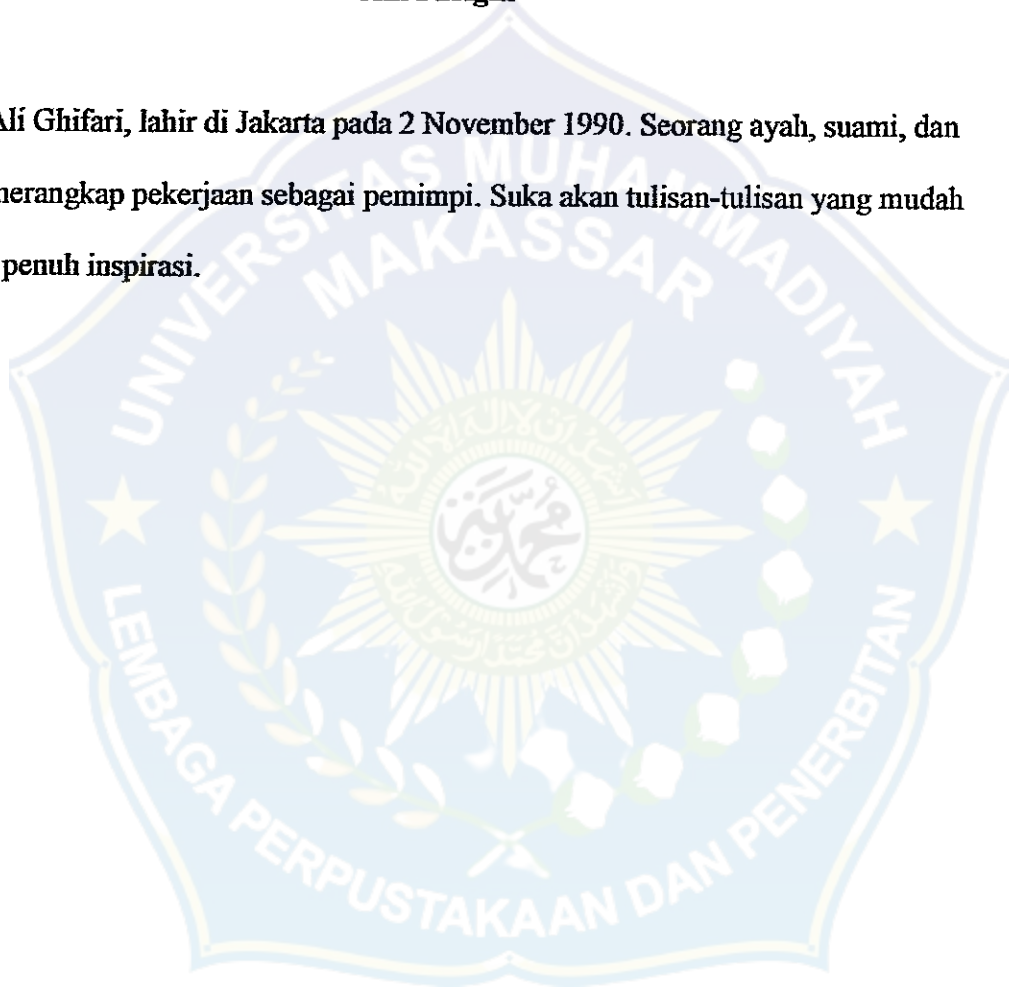 Ali Ghifari, lahir di Jakarta pada 2 November 1990. Seorang ayah, suami, dan
merangkap pekerjaan sebagai pemimpi. Suka akan tulisan-tulisan yang mudah
penuh inspirasi.
UNIVERSITAS MUHAMMADIYAH
MAKASSAR
محمد
LEMBAGA PERPUSTAKAAN DAN PENERBITAN